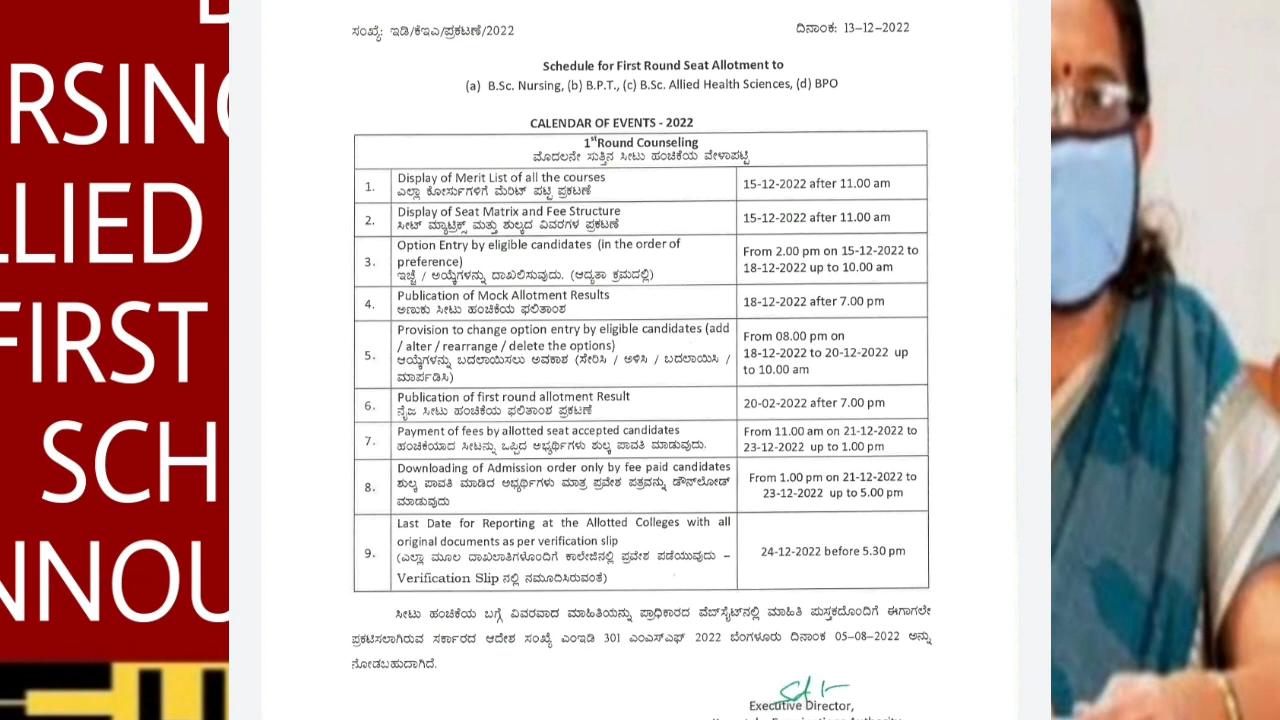 RSING
LLIED
FIRST
SCH
NNOU
ಸಂಖ್ಯೆ: ಇಡಿ/ಕೆಇಎ/ಪ್ರಕಟಣೆ/2022 ದಿನಾಂಕ: 13–12–2022
Schedule for First Round Seat Allotment to
(a) B.Sc. Nursing, (b) B.P.T., (c) B.Sc. Allied Health Sciences, (d) BPO
CALENDAR OF EVENTS - 2022
1st Round Counseling
ಮೊದಲನೇ ಸುತ್ತಿನ ಸೀಟು ಹಂಚಿಕೆಯ ವೇಳಾಪಟ್ಟಿ
1. Display of Merit List of all the courses
ಎಲ್ಲಾ ಕೋರ್ಸುಗಳಿಗೆ ಮೆರಿಟ್ ಪಟ್ಟಿ ಪ್ರಕಟಣೆ
15-12-2022 after 11.00 am
2. Display of Seat Matrix and Fee Structure
ಸೀಟ್ ಮ್ಯಾಟ್ರಿಕ್ಸ್ ಮತ್ತು ಶುಲ್ಕದ ವಿವರಗಳ ಪ್ರಕಟಣೆ
15-12-2022 after 11.00 am
3. Option Entry by eligible candidates (in the order of
preference)
ಇಚ್ಛೆ / ಆಯ್ಕೆಗಳನ್ನು ದಾಖಲಿಸುವುದು. (ಆದ್ಯತಾ ಕ್ರಮದಲ್ಲಿ)
From 2.00 pm on 15-12-2022 to
18-12-2022 up to 10.00 am
4. Publication of Mock Allotment Results
ಅಣುಕು ಸೀಟು ಹಂಚಿಕೆಯ ಫಲಿತಾಂಶ
18-12-2022 after 7.00 pm
5. Provision to change option entry by eligible candidates (add
/ alter / rearrange / delete the options)
ಆಯ್ಕೆಗಳನ್ನು ಬದಲಾಯಿಸಲು ಅವಕಾಶ (ಸೇರಿಸಿ / ಅಳಿಸಿ / ಬದಲಾಯಿಸಿ /
ಮಾರ್ಪಡಿಸಿ)
From 08.00 pm on
18-12-2022 to 20-12-2022 up
to 10.00 am
6. Publication of first round allotment Result
ನೈಜ ಸೀಟು ಹಂಚಿಕೆಯ ಫಲಿತಾಂಶ ಪ್ರಕಟಣೆ
20-02-2022 after 7.00 pm
7. Payment of fees by allotted seat accepted candidates
ಹಂಚಿಕೆಯಾದ ಸೀಟನ್ನು ಒಪ್ಪಿದ ಅಭ್ಯರ್ಥಿಗಳು ಶುಲ್ಕ ಪಾವತಿ ಮಾಡುವುದು.
From 11.00 am on 21-12-2022 to
23-12-2022 up to 1.00 pm
8. Downloading of Admission order only by fee paid candidates
ಶುಲ್ಕ ಪಾವತಿ ಮಾಡಿದ ಅಭ್ಯರ್ಥಿಗಳು ಮಾತ್ರ ಪ್ರವೇಶ ಪತ್ರವನ್ನು ಡೌನ್‌ಲೋಡ್
ಮಾಡುವುದು
From 1.00 pm on 21-12-2022 to
23-12-2022 up to 5.00 pm
9. Last Date for Reporting at the Allotted Colleges with all
original documents as per verification slip
(ಎಲ್ಲಾ ಮೂಲ ದಾಖಲಾತಿಗಳೊಂದಿಗೆ ಕಾಲೇಜಿನಲ್ಲಿ ಪ್ರವೇಶ ಪಡೆಯುವುದು –
Verification Slip ನಲ್ಲಿ ನಮೂದಿಸಿರುವಂತೆ)
24-12-2022 before 5.30 pm
ಸೀಟು ಹಂಚಿಕೆಯ ಬಗ್ಗೆ ವಿವರವಾದ ಮಾಹಿತಿಯನ್ನು ಪ್ರಾಧಿಕಾರದ ವೆಬ್‌ಸೈಟ್‌ನಲ್ಲಿ ಮಾಹಿತಿ ಪುಸ್ತಕದೊಂದಿಗೆ ಈಗಾಗಲೇ
ಪ್ರಕಟಿಸಲಾಗಿರುವ ಸರ್ಕಾರದ ಆದೇಶ ಸಂಖ್ಯೆ ಎಂಇಡಿ 301 ಎಂಎಸ್ಎಫ್ 2022 ಬೆಂಗಳೂರು ದಿನಾಂಕ 05–08–2022 ಅನ್ನು
ನೋಡಬಹುದಾಗಿದೆ.
Executive Director,